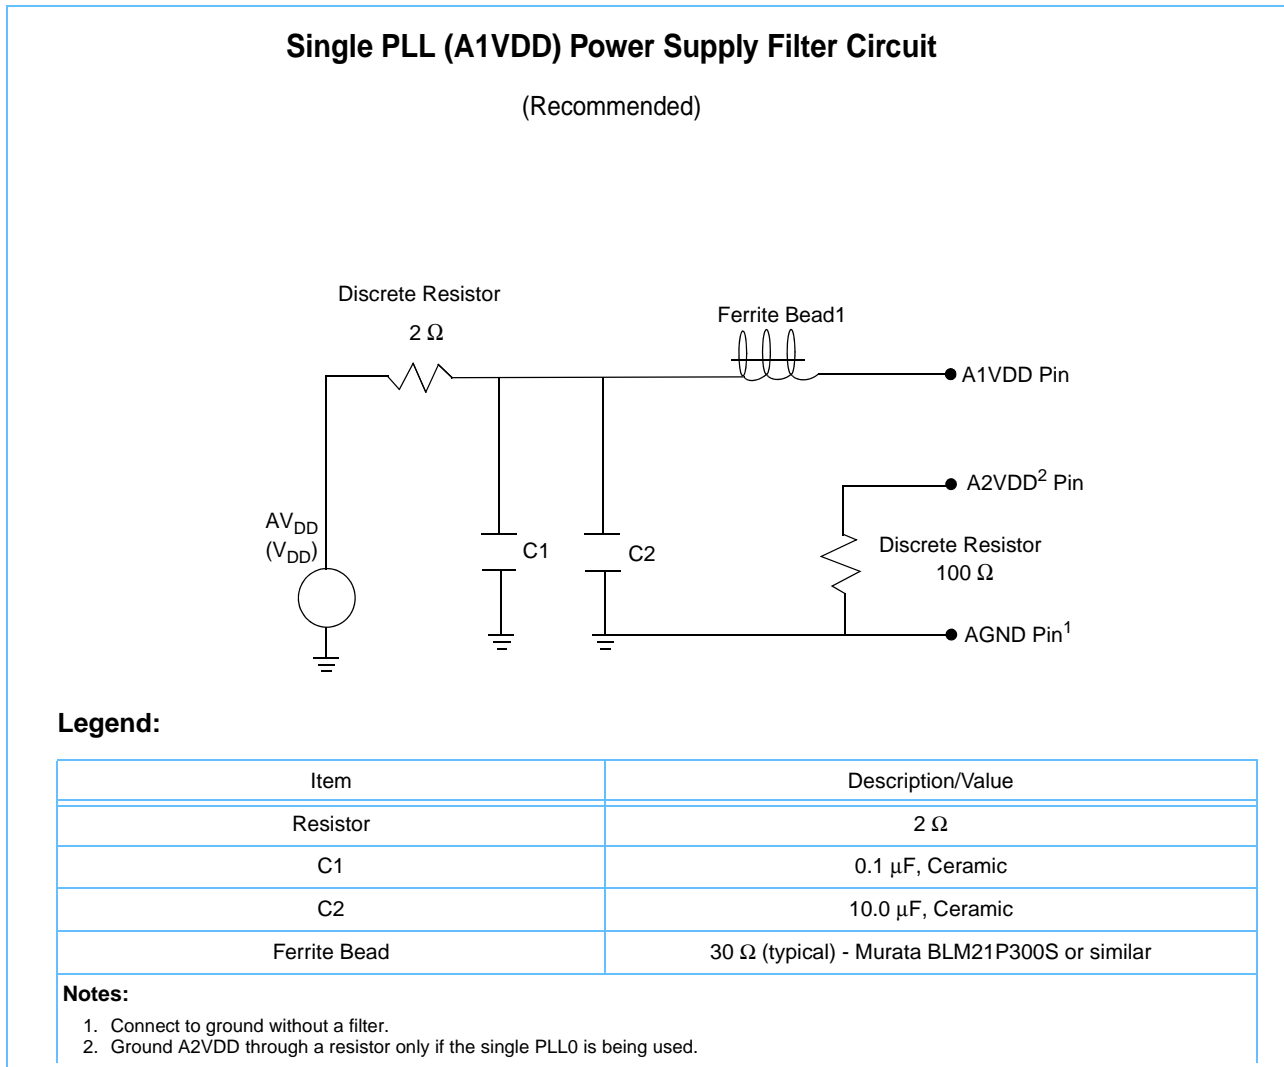 Single PLL (A1VDD) Power Supply Filter Circuit
(Recommended)
Discrete Resistor
2 Ω
Ferrite Bead1
A1VDD Pin
A2VDD2 Pin
AVDD
(VDD)
C1
C2
Discrete Resistor
100 Ω
AGND Pin1
Legend:
Item Description/Value
Resistor 2 Ω
C1 0.1 μF, Ceramic
C2 10.0 μF, Ceramic
Ferrite Bead 30 Ω (typical) - Murata BLM21P300S or similar
Notes:
1. Connect to ground without a filter.
2. Ground A2VDD through a resistor only if the single PLL0 is being used.